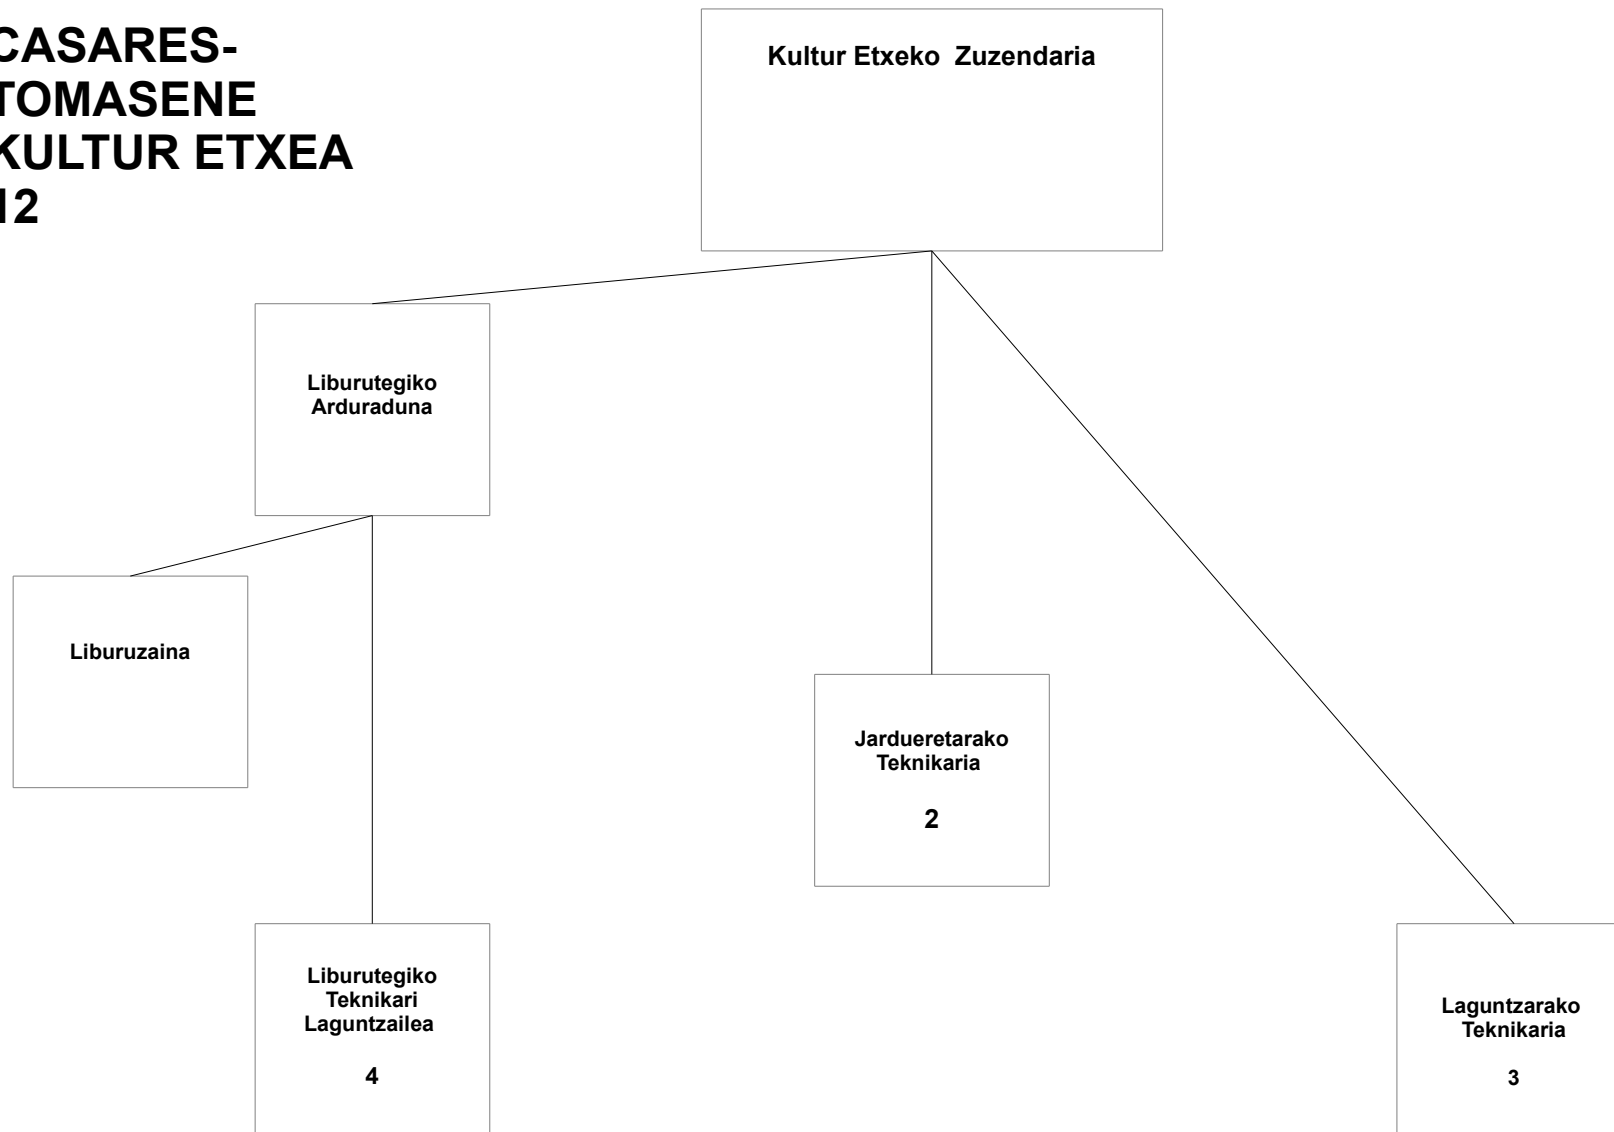 CASARES-
TOMASENE
KULTUR ETXEA
12
Kultur Etxeko Zuzendaria
Liburutegiko
Arduraduna
Liburuzaina
Jardueretarako
Teknikaria
2
Liburutegiko
Teknikari
Laguntzailea
4
Laguntzarako
Teknikaria
3